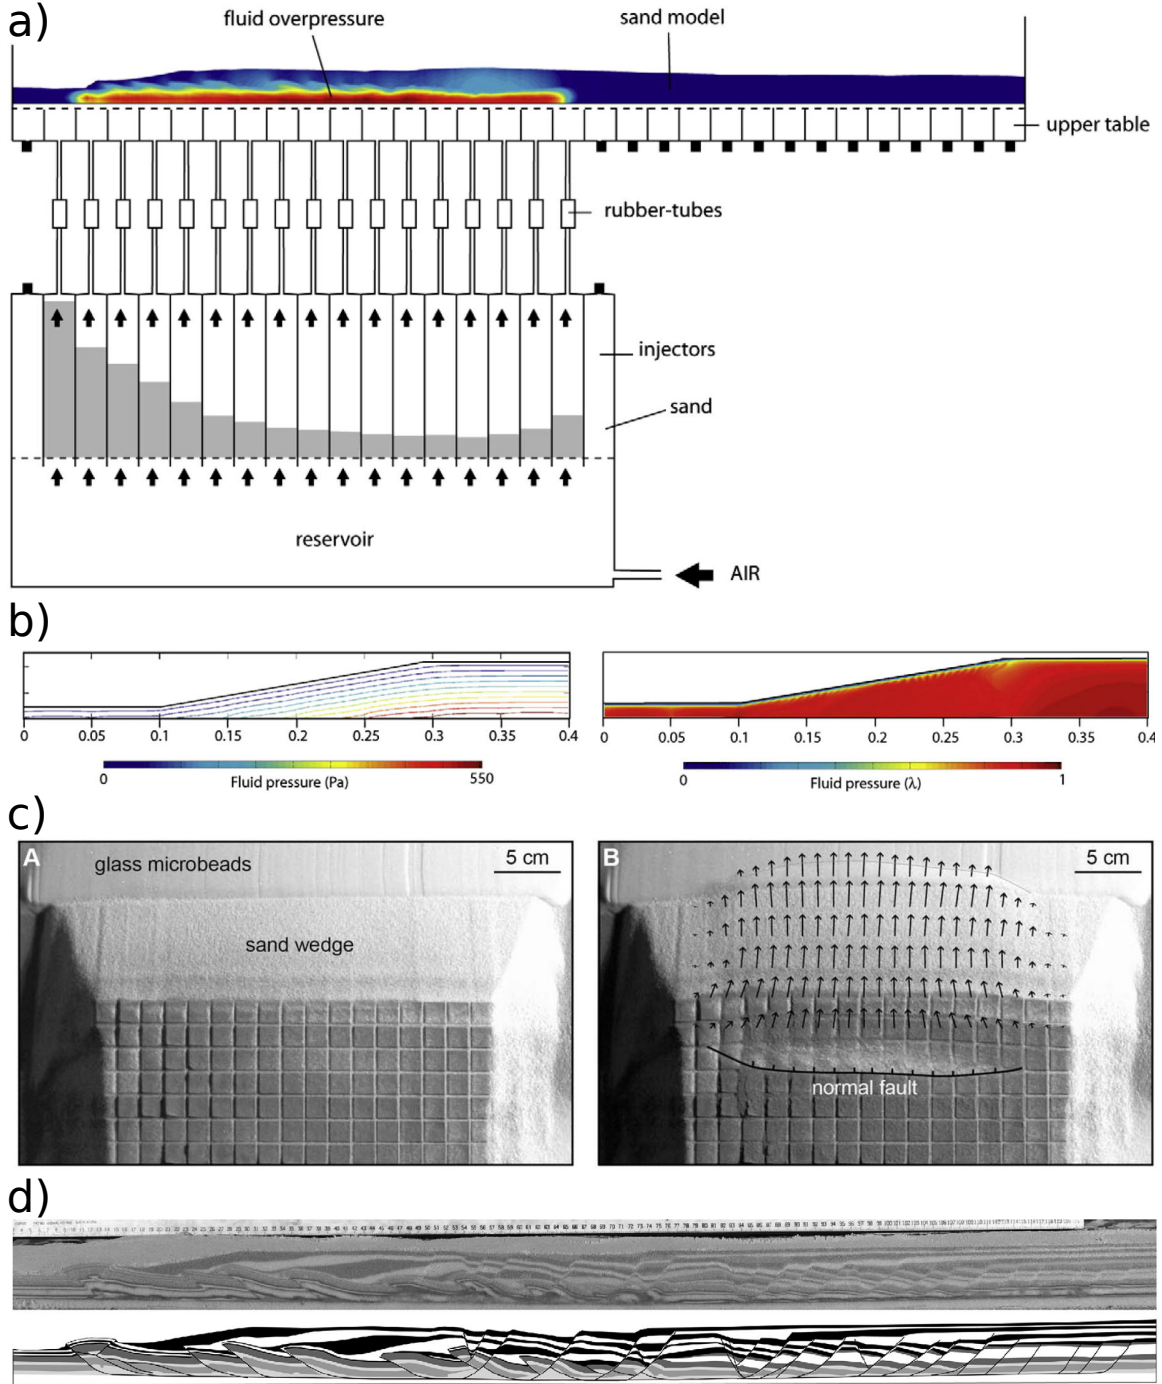 a)
fluid overpressure
sand model
upper table
rubber-tubes
injectors
sand
reservoir
AIR
b)
0 0.05 0.1 0.15 0.2 0.25 0.3 0.35 0.4
0 0.05 0.1 0.15 0.2 0.25 0.3 0.35 0.4
0 Fluid pressure (Pa) 550
0 Fluid pressure (λ) 1
c)
A
glass microbeads
5 cm
sand wedge
B
5 cm
normal fault
d)